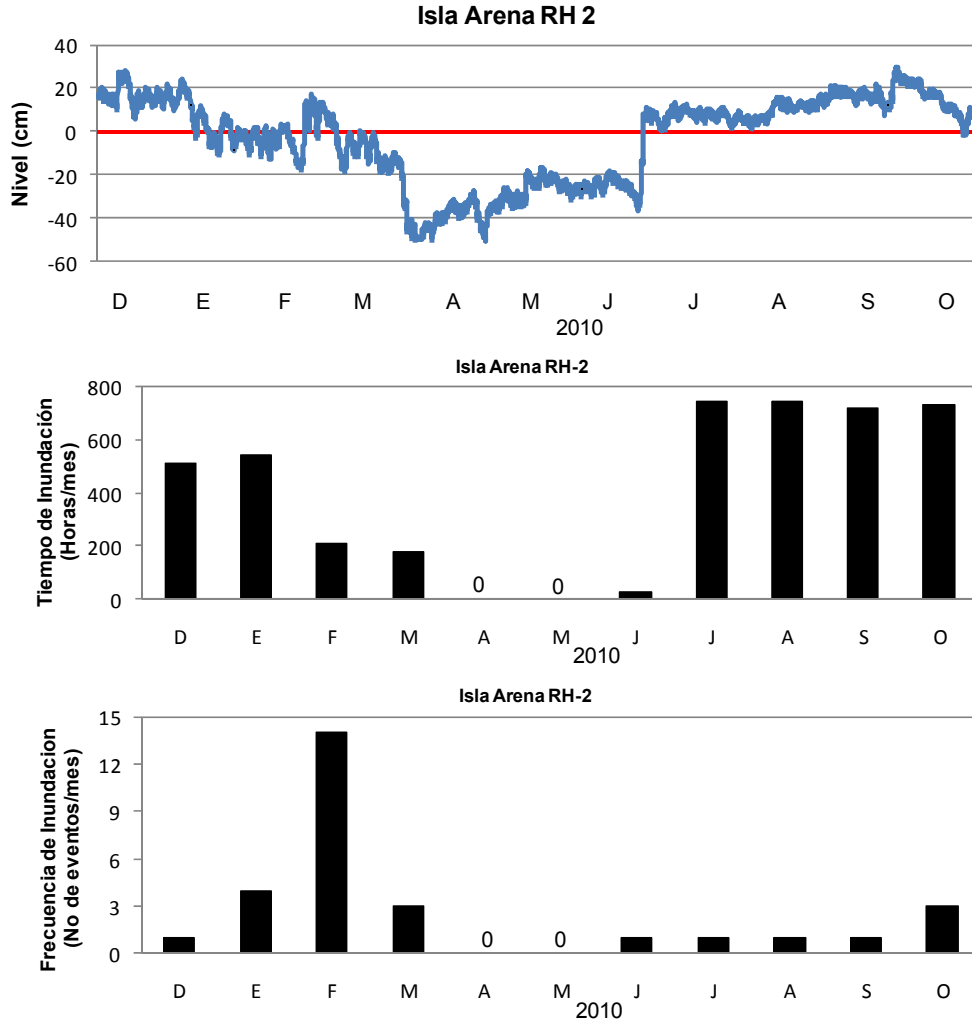 Isla Arena RH 2
Nivel (cm)
40
20
0
-20
-40
-60
D E F M A M J J A S O
2010
Isla Arena RH-2
Tiempo de Inundación
(Horas/mes)
800
600
400
200
0
0 0
D E F M A M J J A S O
2010
Isla Arena RH-2
Frecuencia de Inundacion
(No de eventos/mes)
15
12
9
6
3
0
0 0
D E F M A M J J A S O
2010